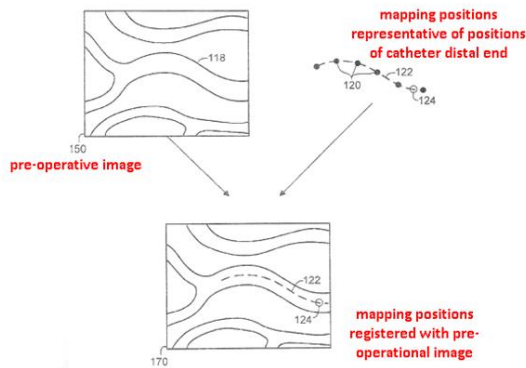 mapping positions
representative of positions
of catheter distal end
118
122
120
124
150
pre-operative image
122
124
mapping positions
registered with pre-
operational image
170